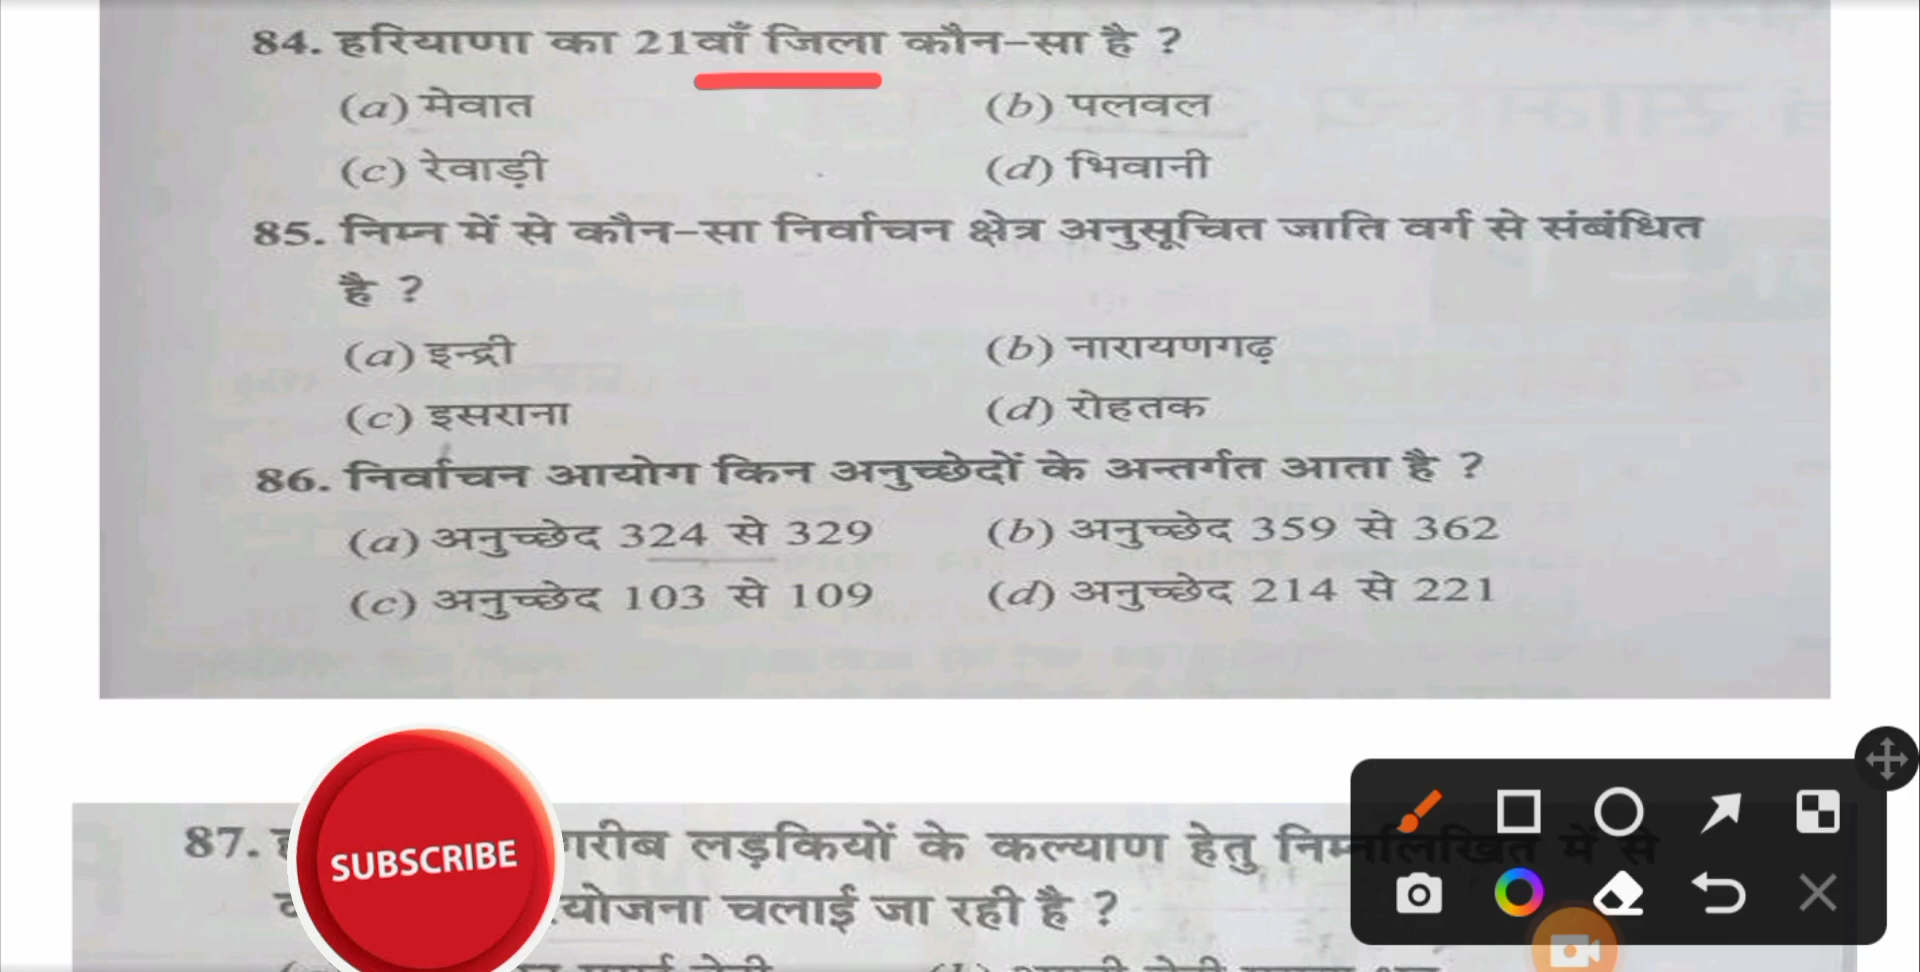 84. हरियाणा का 21वाँ जिला कौन-सा है ?
(a) मेवात (b) पलवल
(c) रेवाड़ी (d) भिवानी
85. निम्न में से कौन-सा निर्वाचन क्षेत्र अनुसूचित जाति वर्ग से संबंधित
है ?
(a) इन्द्री (b) नारायणगढ़
(c) इसराना (d) रोहतक
86. निर्वाचन आयोग किन अनुच्छेदों के अन्तर्गत आता है ?
(a) अनुच्छेद 324 से 329 (b) अनुच्छेद 359 से 362
(c) अनुच्छेद 103 से 109 (d) अनुच्छेद 214 से 221
87. गरीब लड़कियों के कल्याण हेतु निम्नलिखित में से
योजना चलाई जा रही है ?
SUBSCRIBE